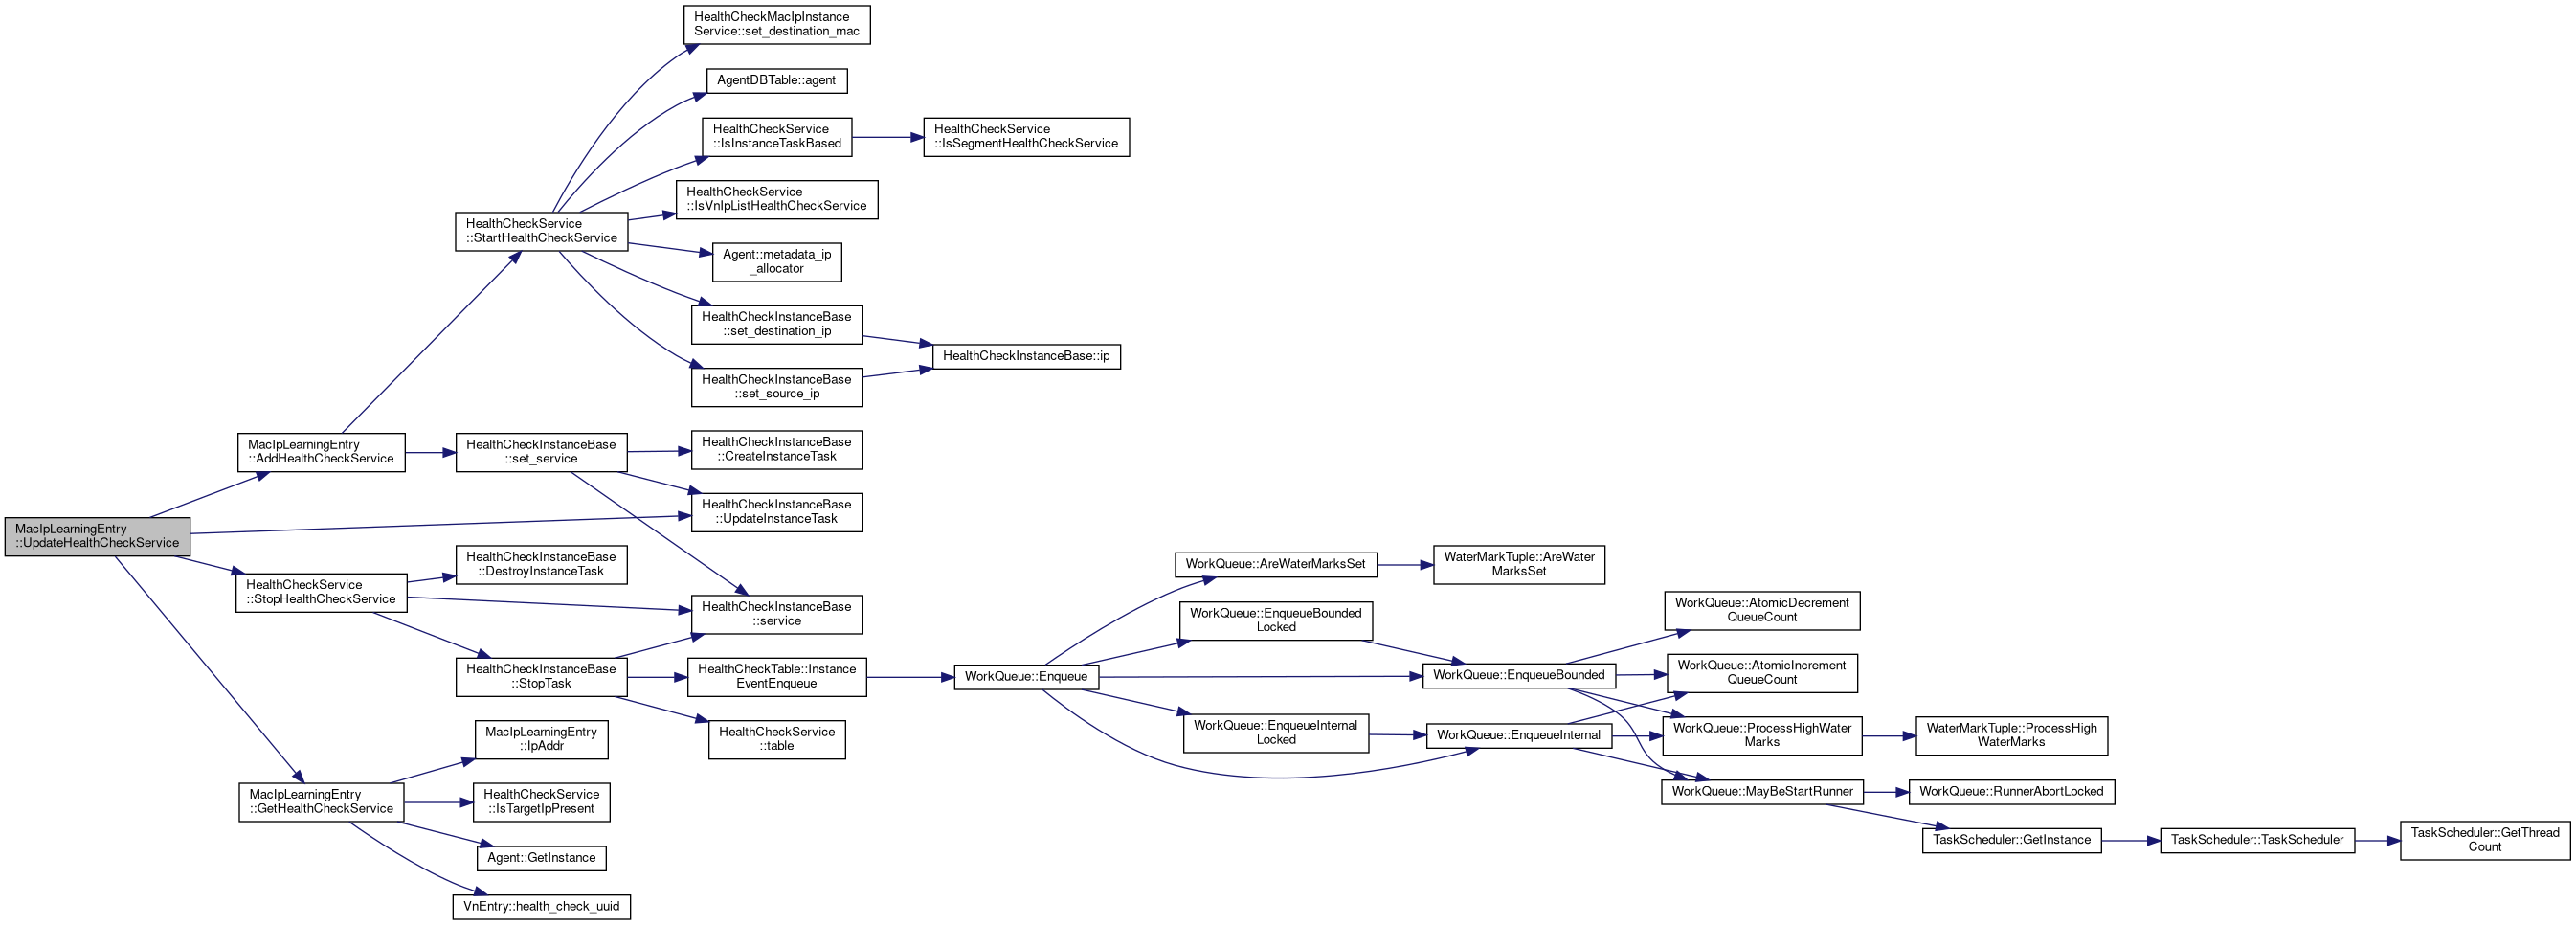 HealthCheckMacIpInstance
Service::set_destination_mac
AgentDBTable::agent
HealthCheckService
::IsInstanceTaskBased
HealthCheckService
::IsSegmentHealthCheckService
HealthCheckService
::IsVnIpListHealthCheckService
HealthCheckService
::StartHealthCheckService
Agent::metadata_ip
_allocator
HealthCheckInstanceBase
::set_destination_ip
HealthCheckInstanceBase::ip
HealthCheckInstanceBase
::set_source_ip
MacIpLearningEntry
::AddHealthCheckService
HealthCheckInstanceBase
::set_service
HealthCheckInstanceBase
::CreateInstanceTask
HealthCheckInstanceBase
::UpdateInstanceTask
MacIpLearningEntry
::UpdateHealthCheckService
HealthCheckInstanceBase
::DestroyInstanceTask
HealthCheckService
::StopHealthCheckService
HealthCheckInstanceBase
::service
HealthCheckInstanceBase
::StopTask
HealthCheckTable::Instance
EventEnqueue
HealthCheckService
::table
WorkQueue::Enqueue
WorkQueue::AreWaterMarksSet
WaterMarkTuple::AreWater
MarksSet
WorkQueue::EnqueueBounded
Locked
WorkQueue::EnqueueBounded
WorkQueue::EnqueueInternal
Locked
WorkQueue::EnqueueInternal
WorkQueue::AtomicDecrement
QueueCount
WorkQueue::AtomicIncrement
QueueCount
WorkQueue::ProcessHighWater
Marks
WaterMarkTuple::ProcessHigh
WaterMarks
WorkQueue::MayBeStartRunner
WorkQueue::RunnerAbortLocked
TaskScheduler::GetInstance
TaskScheduler::TaskScheduler
TaskScheduler::GetThread
Count
MacIpLearningEntry
::GetHealthCheckService
MacIpLearningEntry
::IpAddr
HealthCheckService
::IsTargetIpPresent
Agent::GetInstance
VnEntry::health_check_uuid